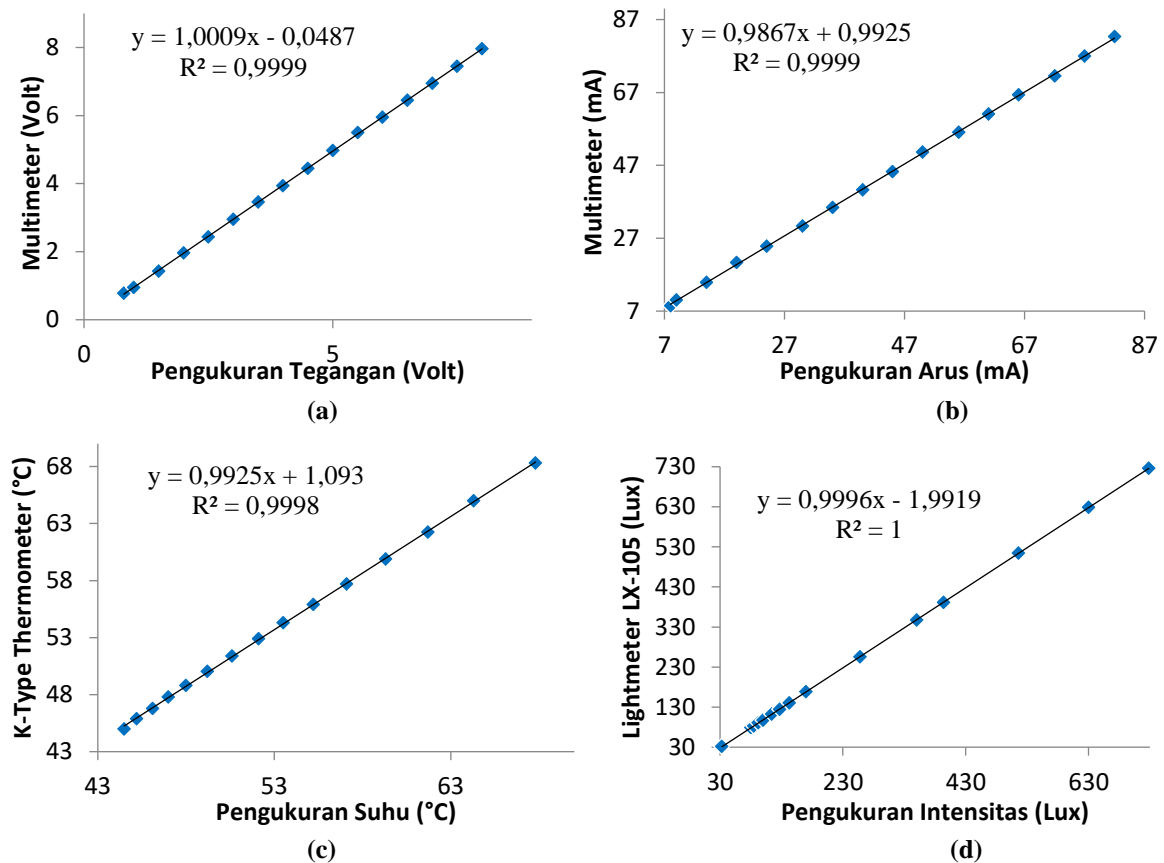 y = 1,0009x - 0,0487
R² = 0,9999
Multimeter (Volt)
8
6
4
2
0
0
5
Pengukuran Tegangan (Volt)
(a)
y = 0,9867x + 0,9925
R² = 0,9999
Multimeter (mA)
87
67
47
27
7
7
27
47
67
87
Pengukuran Arus (mA)
(b)
y = 0,9925x + 1,093
R² = 0,9998
K-Type Thermometer (°C)
68
63
58
53
48
43
43
53
63
Pengukuran Suhu (°C)
(c)
y = 0,9996x - 1,9919
R² = 1
Lightmeter LX-105 (Lux)
730
630
530
430
330
230
130
30
30
230
430
630
Pengukuran Intensitas (Lux)
(d)